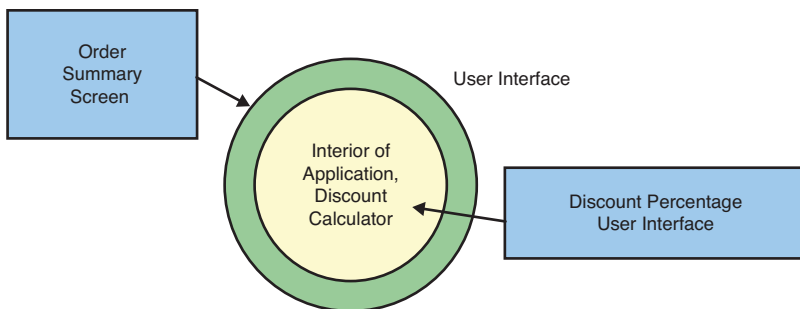 Order
Summary
Screen
User Interface
Interior of
Application,
Discount
Calculator
Discount Percentage
User Interface